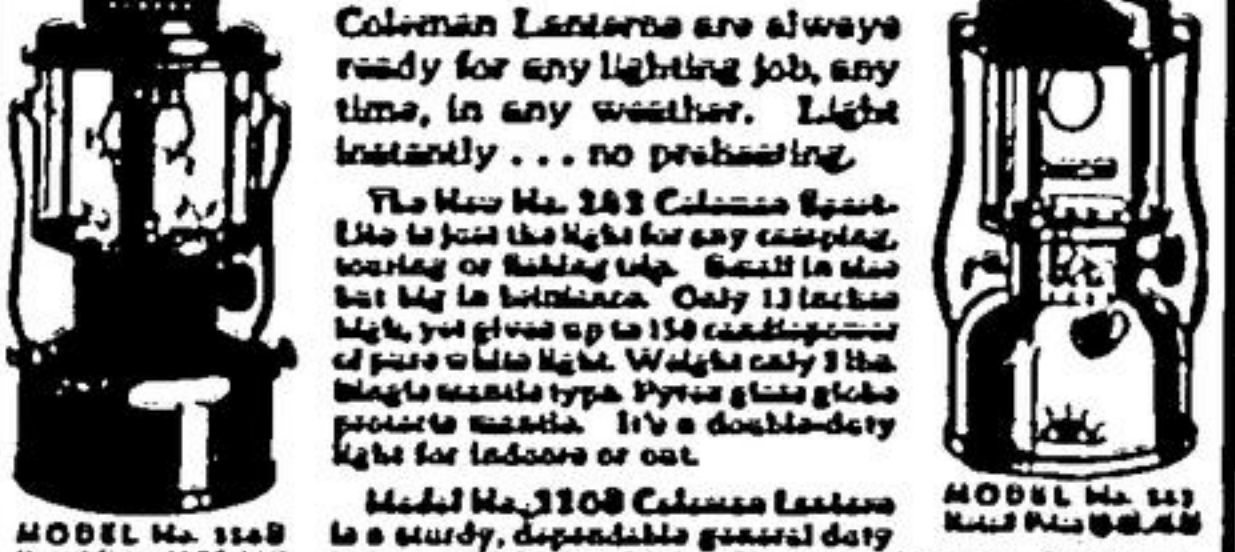 Coleman Lanterns are always
ready for any lighting job, any
time, in any weather. Light
instantly . . . no preheating.
The New No. 242 Coleman Sport-
Lite is just the light for any camping,
touring or fishing trip. Small in size
but big in brilliance. Only 13 inches
high, yet gives up to 150 candlepower
of pure white light. Weighs only 3 lbs.
Single mantle type. Pyrex glass globe
protects mantle. It's a double-duty
light for indoors or out.
Model No. 220B Coleman Lantern
is a sturdy, dependable general duty
MODEL No.
MODEL No. 242
Retail Price